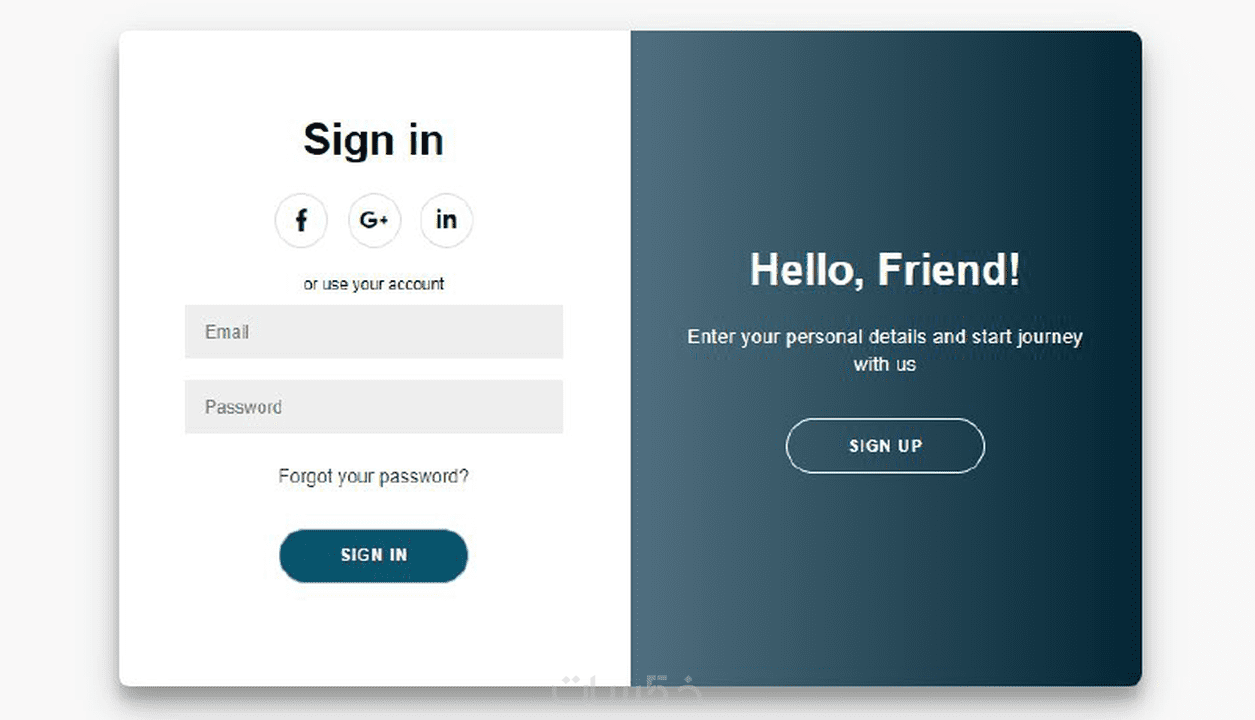 Sign in
f G+ in
or use your account
Email
Password
Forgot your password?
SIGN IN
Hello, Friend!
Enter your personal details and start journey
with us
SIGN UP
خمسات